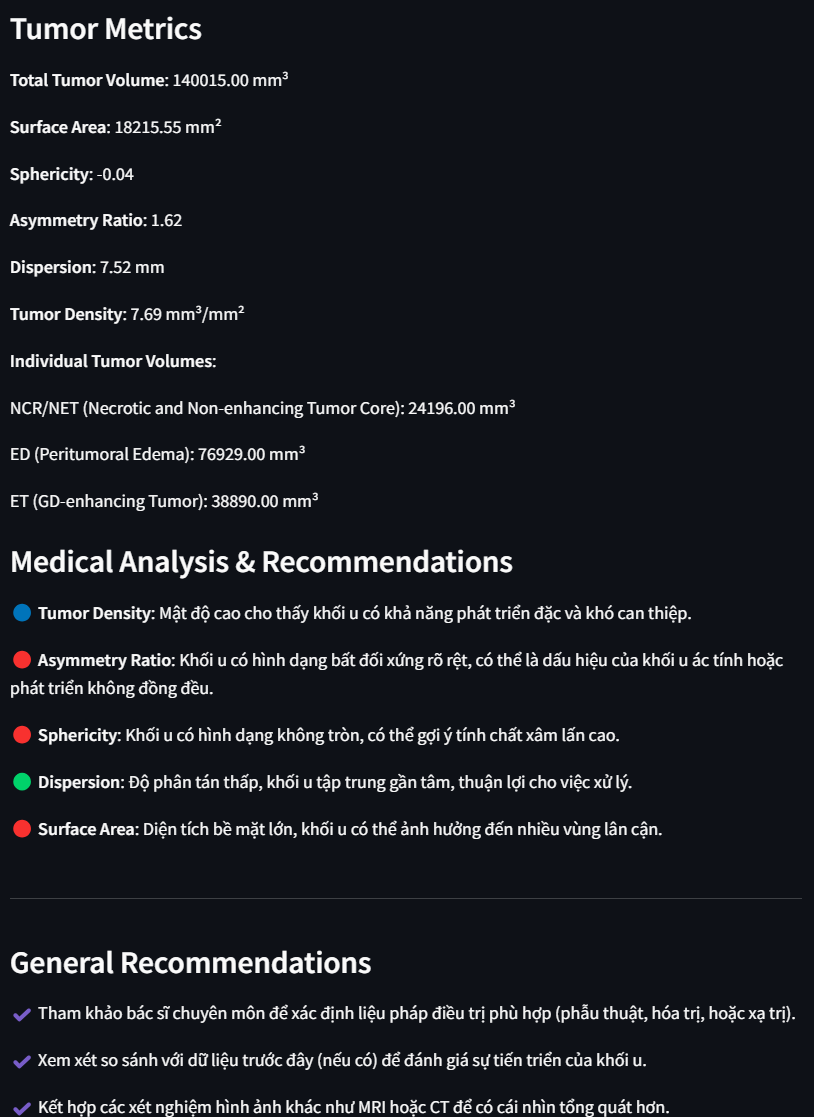 Tumor Metrics
Total Tumor Volume: 140015.00 mm³
Surface Area: 18215.55 mm²
Sphericity: -0.04
Asymmetry Ratio: 1.62
Dispersion: 7.52 mm
Tumor Density: 7.69 mm³/mm²
Individual Tumor Volumes:
NCR/NET (Necrotic and Non-enhancing Tumor Core): 24196.00 mm³
ED (Peritumoral Edema): 76929.00 mm³
ET (GD-enhancing Tumor): 38890.00 mm³
Medical Analysis & Recommendations
Tumor Density: Mật độ cao cho thấy khối u có khả năng phát triển đặc và khó can thiệp.
Asymmetry Ratio: Khối u có hình dạng bất đối xứng rõ rệt, có thể là dấu hiệu của khối u ác tính hoặc
phát triển không đồng đều.
Sphericity: Khối u có hình dạng không tròn, có thể gợi ý tính chất xâm lấn cao.
Dispersion: Độ phân tán thấp, khối u tập trung gần tâm, thuận lợi cho việc xử lý.
Surface Area: Diện tích bề mặt lớn, khối u có thể ảnh hưởng đến nhiều vùng lân cận.
General Recommendations
Tham khảo bác sĩ chuyên môn để xác định liệu pháp điều trị phù hợp (phẫu thuật, hóa trị, hoặc xạ trị).
Xem xét so sánh với dữ liệu trước đây (nếu có) để đánh giá sự tiến triển của khối u.
Kết hợp các xét nghiệm hình ảnh khác như MRI hoặc CT để có cái nhìn tổng quát hơn.